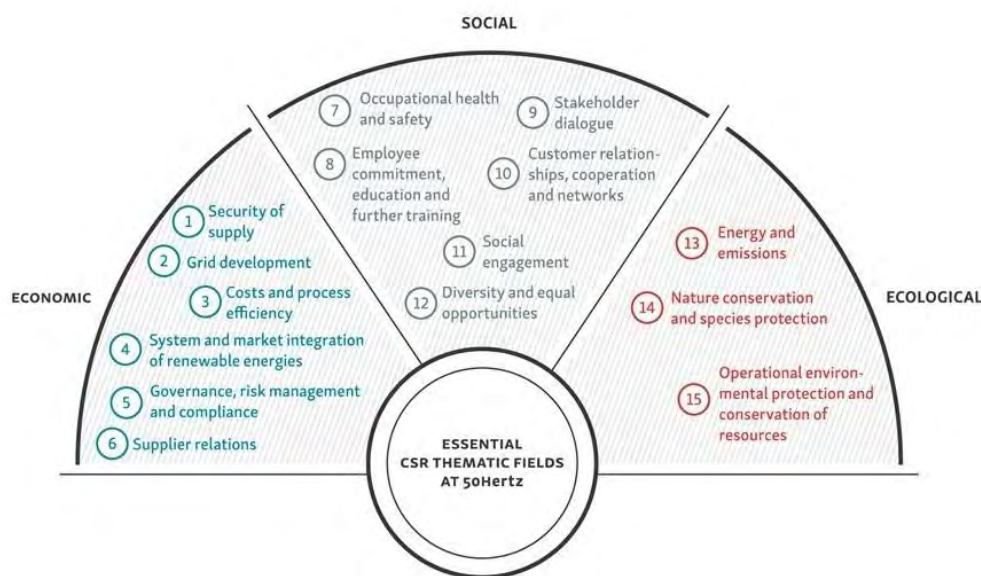 SOCIAL
7 Occupational health
and safety
8 Employee
commitment,
education and
further training
9 Stakeholder
dialogue
10 Customer relation-
ships, cooperation
and networks
11 Social
engagement
12 Diversity and equal
opportunities
ECONOMIC
1 Security of
supply
2 Grid development
3 Costs and process
efficiency
4 System and market integration
of renewable energies
5 Governance, risk management
and compliance
6 Supplier relations
ECOLOGICAL
13 Energy and
emissions
14 Nature conservation
and species protection
15 Operational environ-
mental protection and
conservation of
resources
ESSENTIAL
CSR THEMATIC FIELDS
AT 50Hertz